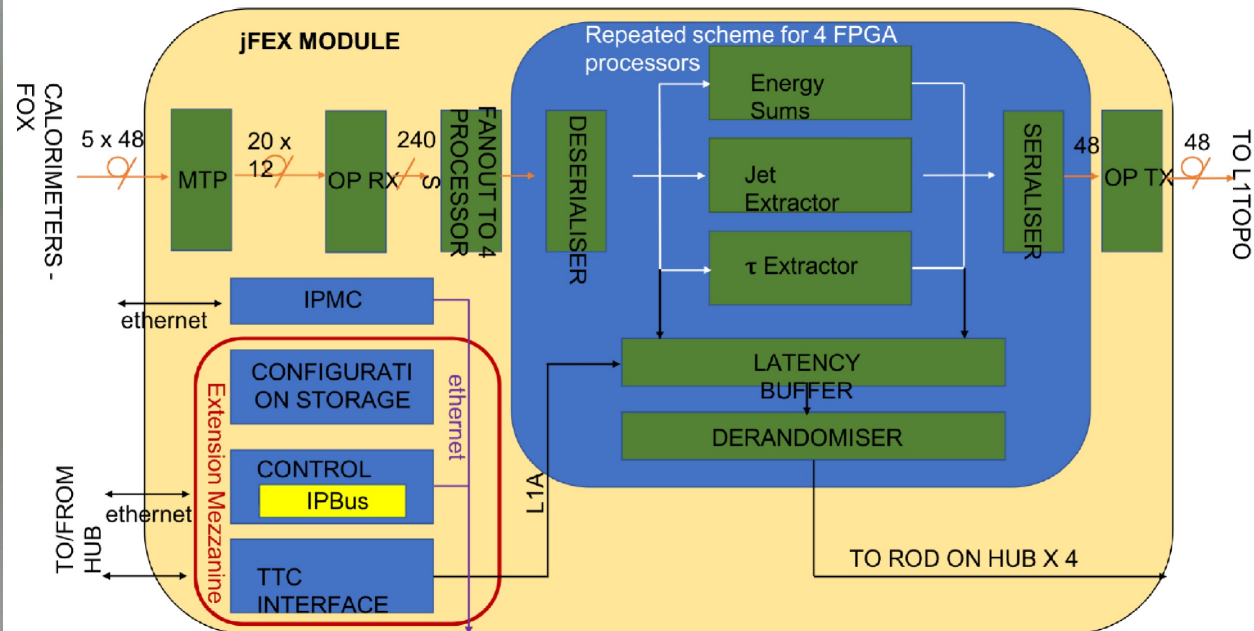 jFEX MODULE
Repeated scheme for 4 FPGA
processors
CALORIMETERS -
FOX
5 x 48
MTP
20 x
12
OP RX
240
FANOUT TO 4
PROCESSOR
S
DESERIALISER
Energy
Sums
Jet
Extractor
τ Extractor
SERIALISER
48
OP TX
48
TO L1TOPO
IPMC
ethernet
CONFIGURATI
ON STORAGE
ethernet
Extension Mezzanine
CONTROL
IPBus
ethernet
TO/FROM
HUB
TTC
INTERFACE
L1A
LATENCY
BUFFER
DERANDOMISER
TO ROD ON HUB X 4